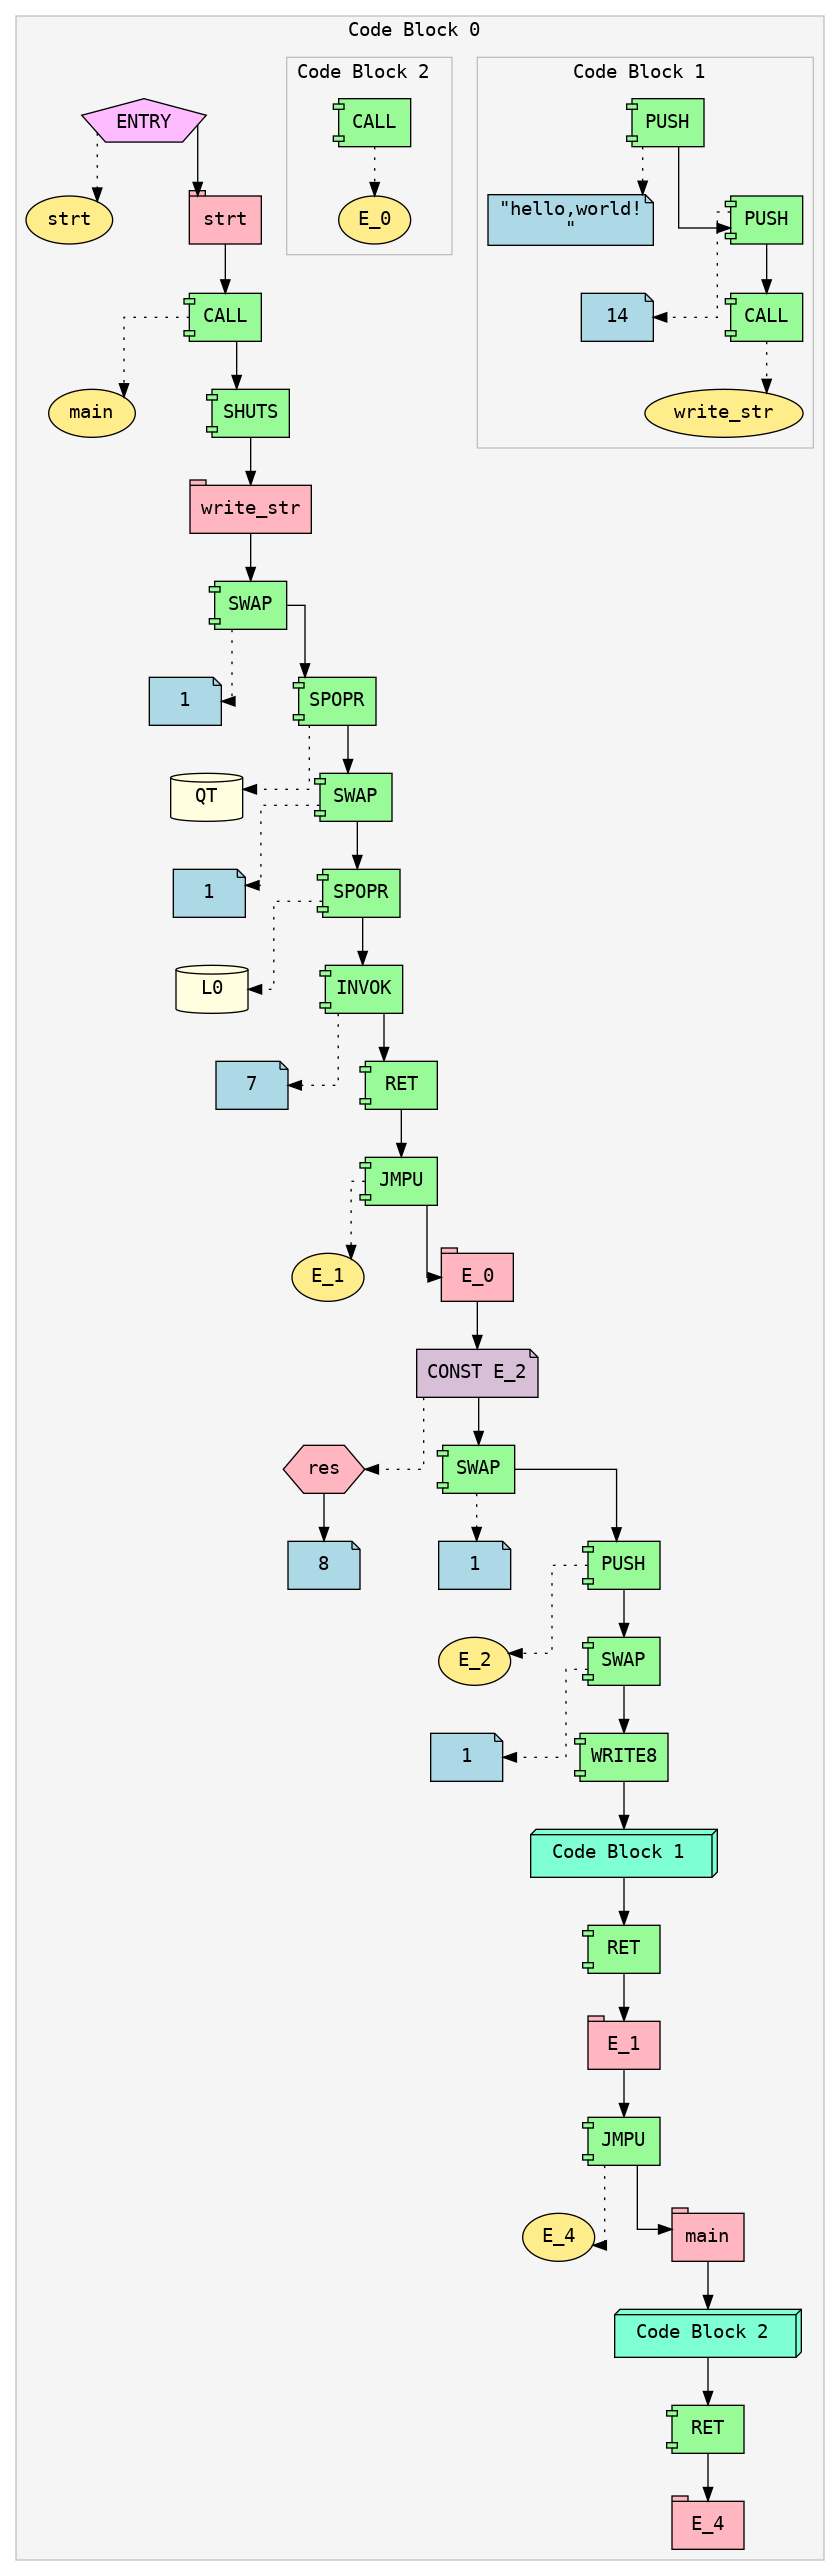 Code Block 0
Code Block 2
Code Block 1
ENTRY
CALL
PUSH
strt
strt
E_0
"hello,world!
"
PUSH
CALL
14
CALL
main
SHUTS
write_str
write_str
SWAP
1
SPOPR
QT
SWAP
1
SPOPR
L0
INVOK
7
RET
JMPU
E_1
E_0
CONST E_2
res
SWAP
8
1
PUSH
E_2
SWAP
1
WRITE8
Code Block 1
RET
E_1
JMPU
E_4
main
Code Block 2
RET
E_4